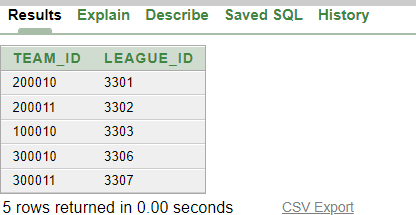 Results Explain Describe Saved SQL History
TEAM_ID LEAGUE_ID
200010 3301
200011 3302
100010 3303
300010 3306
300011 3307
5 rows returned in 0.00 seconds CSV Export